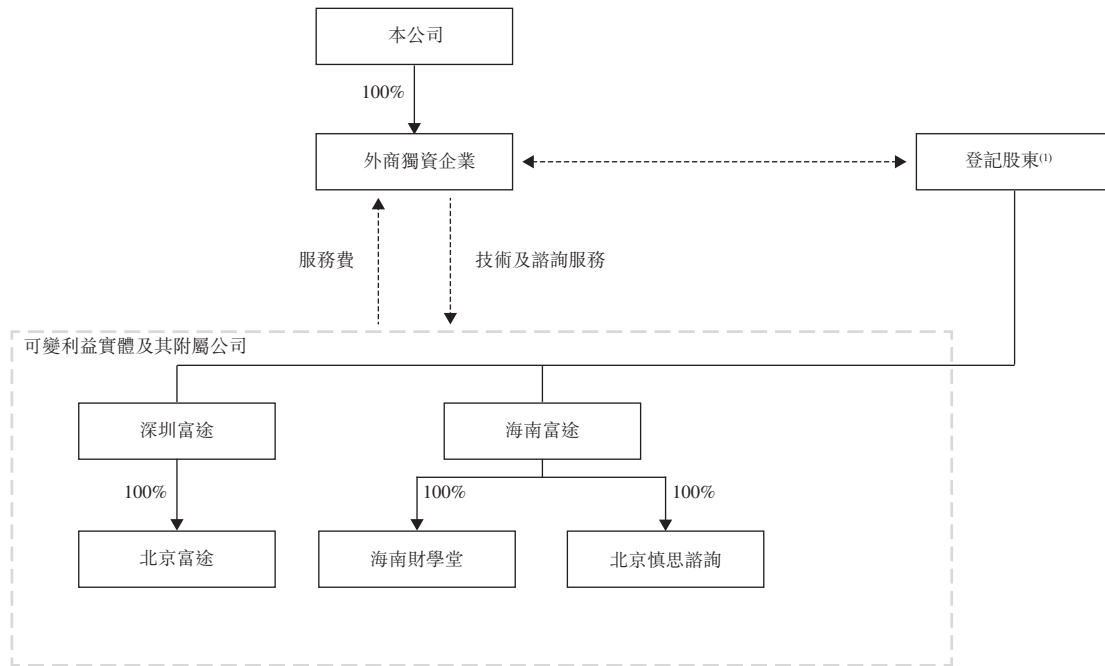 本公司
100%
外商獨資企業
登記股東(1)
服務費
技術及諮詢服務
可變利益實體及其附屬公司
深圳富途
海南富途
100%
100%
100%
北京富途
海南財學堂
北京慎思諮詢